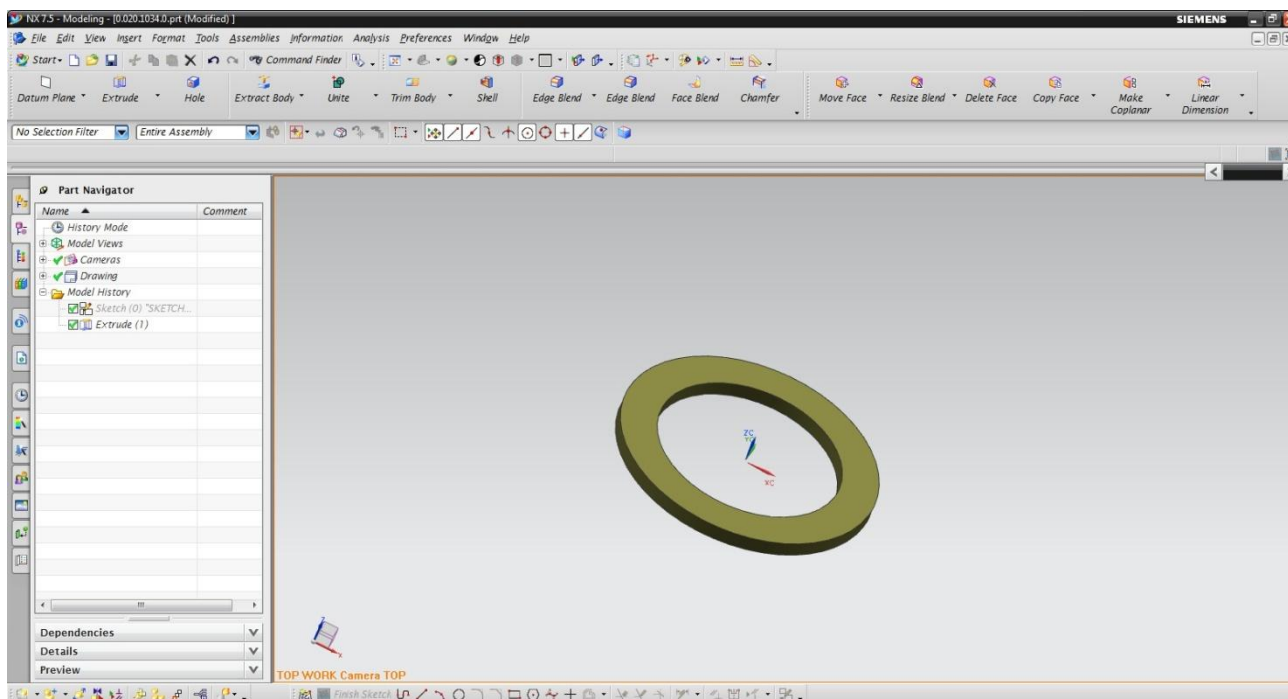 NX 7.5 - Modeling - [0.020.1034.0.prt (Modified) ] SIEMENS
File Edit View Insert Format Tools Assemblies Information Analysis Preferences Window Help
Start Command Finder
Datum Plane Extrude Hole Extract Body Unite Trim Body Shell Edge Blend Edge Blend Face Blend Chamfer Move Face Resize Blend Delete Face Copy Face Make Coplanar Linear Dimension
No Selection Filter Entire Assembly
Part Navigator
Name Comment
History Mode
Model Views
Cameras
Drawing
Model History
Sketch (0) "SKETCH...
Extrude (1)
ZC
YC
XC
Dependencies
Details
Preview
TOP WORK Camera TOP
Finish Sketch